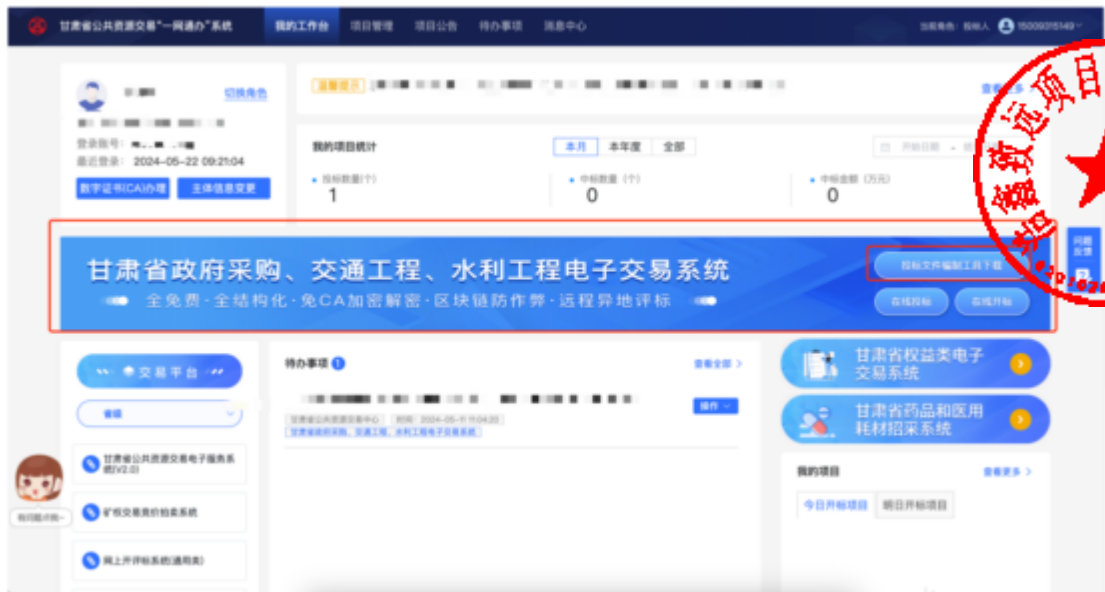 甘肃省公共资源交易“一网通办”系统 我的工作台 项目管理 项目公告 待办事项 消息中心 当前角色：投标人 15009315149
切换角色
温馨提示
查看更多
登录账号：
最近登录： 2024-05-22 09:21:04
数字证书(CA)办理 主体信息变更
我的项目统计 本月 本年度 全部 开始日期
投标数量(个) 中标数量（个） 中标金额（万元）
1 0 0
致远项目
问题
反馈
甘肃省政府采购、交通工程、水利工程电子交易系统
全免费·全结构化·免CA加密解密·区块链防作弊·远程异地评标
投标文件编制工具下载
在线投标 在线开标
交易平台
省级
甘肃省公共资源交易电子服务系
统(V2.0)
矿权交易竞价拍卖系统
网上开评标系统(通用类)
有问题点我~
待办事项 1 查看全部 >
操作
甘肃省公共资源交易中心 时间：2024-05-11 11:04:20
甘肃省政府采购、交通工程、水利工程电子交易系统
甘肃省权益类电子
交易系统
甘肃省药品和医用
耗材招采系统
我的项目 查看更多 >
今日开标项目 明日开标项目